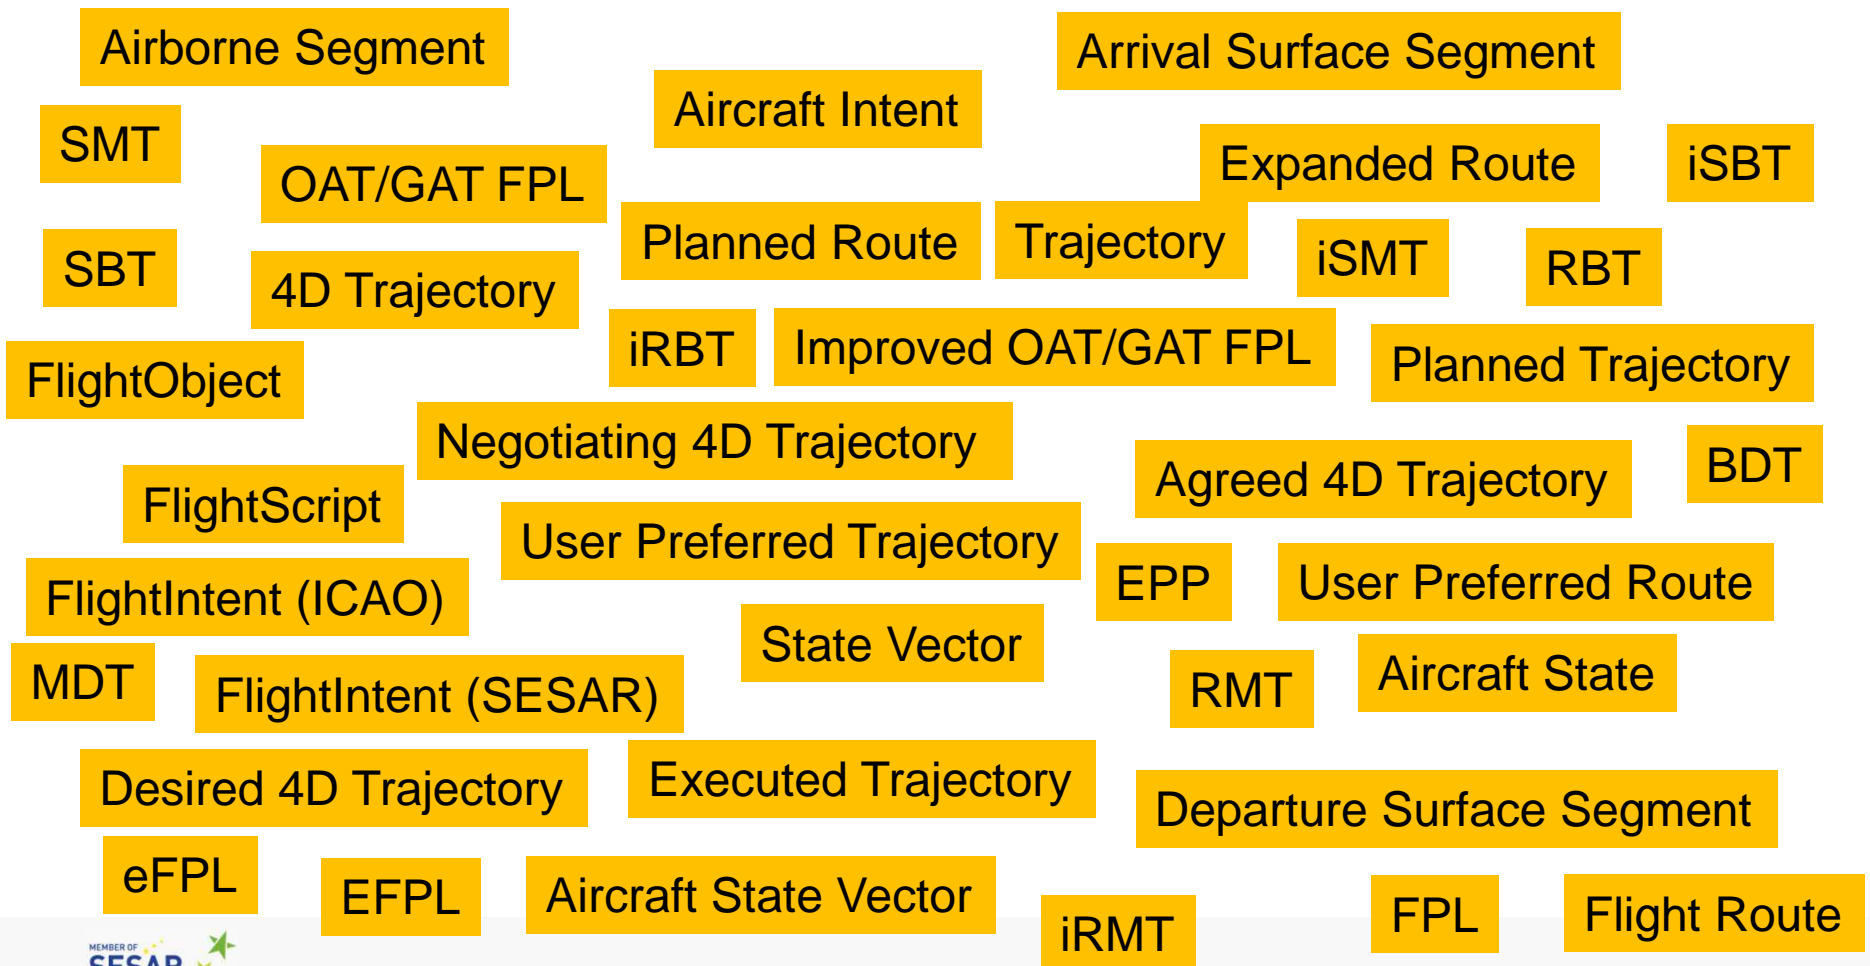 Airborne Segment
Arrival Surface Segment
Aircraft Intent
SMT
Expanded Route
iSBT
OAT/GAT FPL
Planned Route
Trajectory
iSMT
RBT
SBT
4D Trajectory
iRBT
Improved OAT/GAT FPL
Planned Trajectory
FlightObject
Negotiating 4D Trajectory
Agreed 4D Trajectory
BDT
FlightScript
User Preferred Trajectory
EPP
User Preferred Route
FlightIntent (ICAO)
State Vector
MDT
FlightIntent (SESAR)
RMT
Aircraft State
Desired 4D Trajectory
Executed Trajectory
Departure Surface Segment
eFPL
EFPL
Aircraft State Vector
iRMT
FPL
Flight Route
MEMBER OF
SESAR